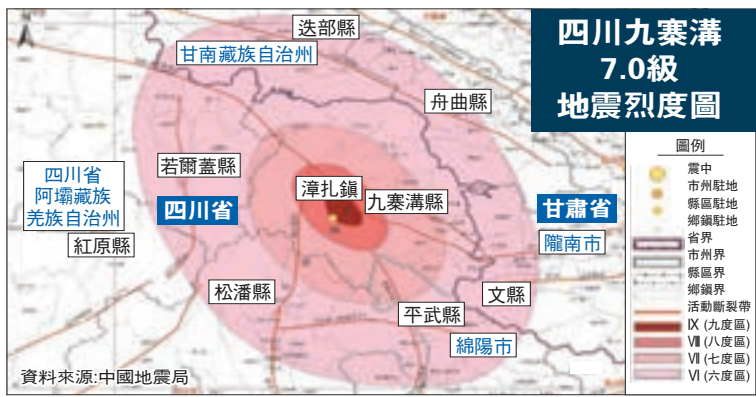 四川九寨溝
7.0級
地震烈度圖
N
迭部縣
甘南藏族自治州
舟曲縣
若爾蓋縣
漳扎鎮
九寨溝縣
四川省
阿壩藏族
羌族自治州
四川省
甘肅省
隴南市
紅原縣
松潘縣
文縣
平武縣
綿陽市
資料來源:中國地震局
圖例
震中
市州駐地
縣區駐地
鄉鎮駐地
省界
市州界
縣區界
鄉鎮界
活動斷裂帶
Ⅸ (九度區)
Ⅷ (八度區)
Ⅶ (七度區)
Ⅵ (六度區)